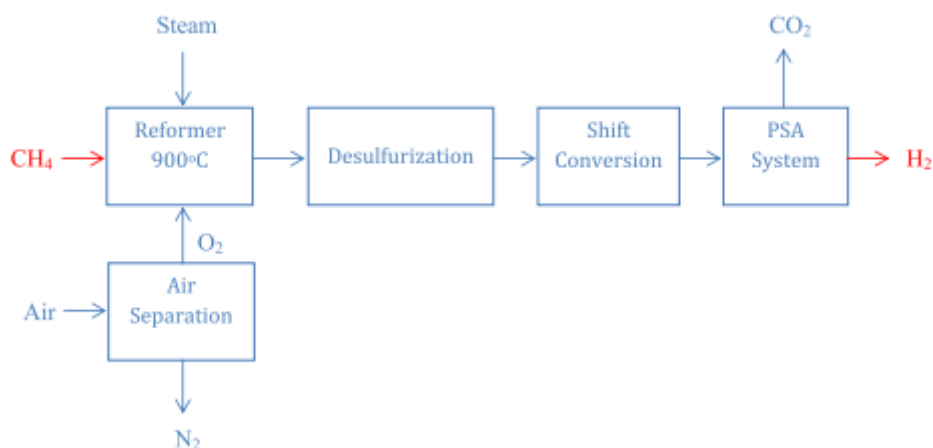 Steam
CO₂
Reformer
900ºC
CH₄
Desulfurization
Shift
Conversion
PSA
System
H₂
O₂
Air
Air
Separation
N₂